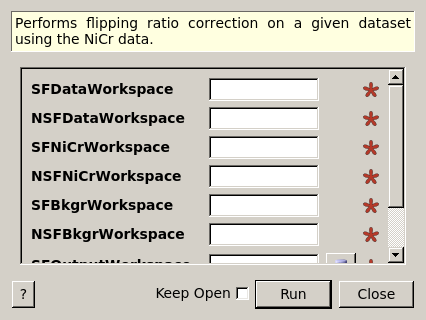 Performs flipping ratio correction on a given dataset
using the NiCr data.
SFDataWorkspace
NSFDataWorkspace
SFNiCrWorkspace
NSFNiCrWorkspace
SFBkgrWorkspace
NSFBkgrWorkspace
? Keep Open Run Close